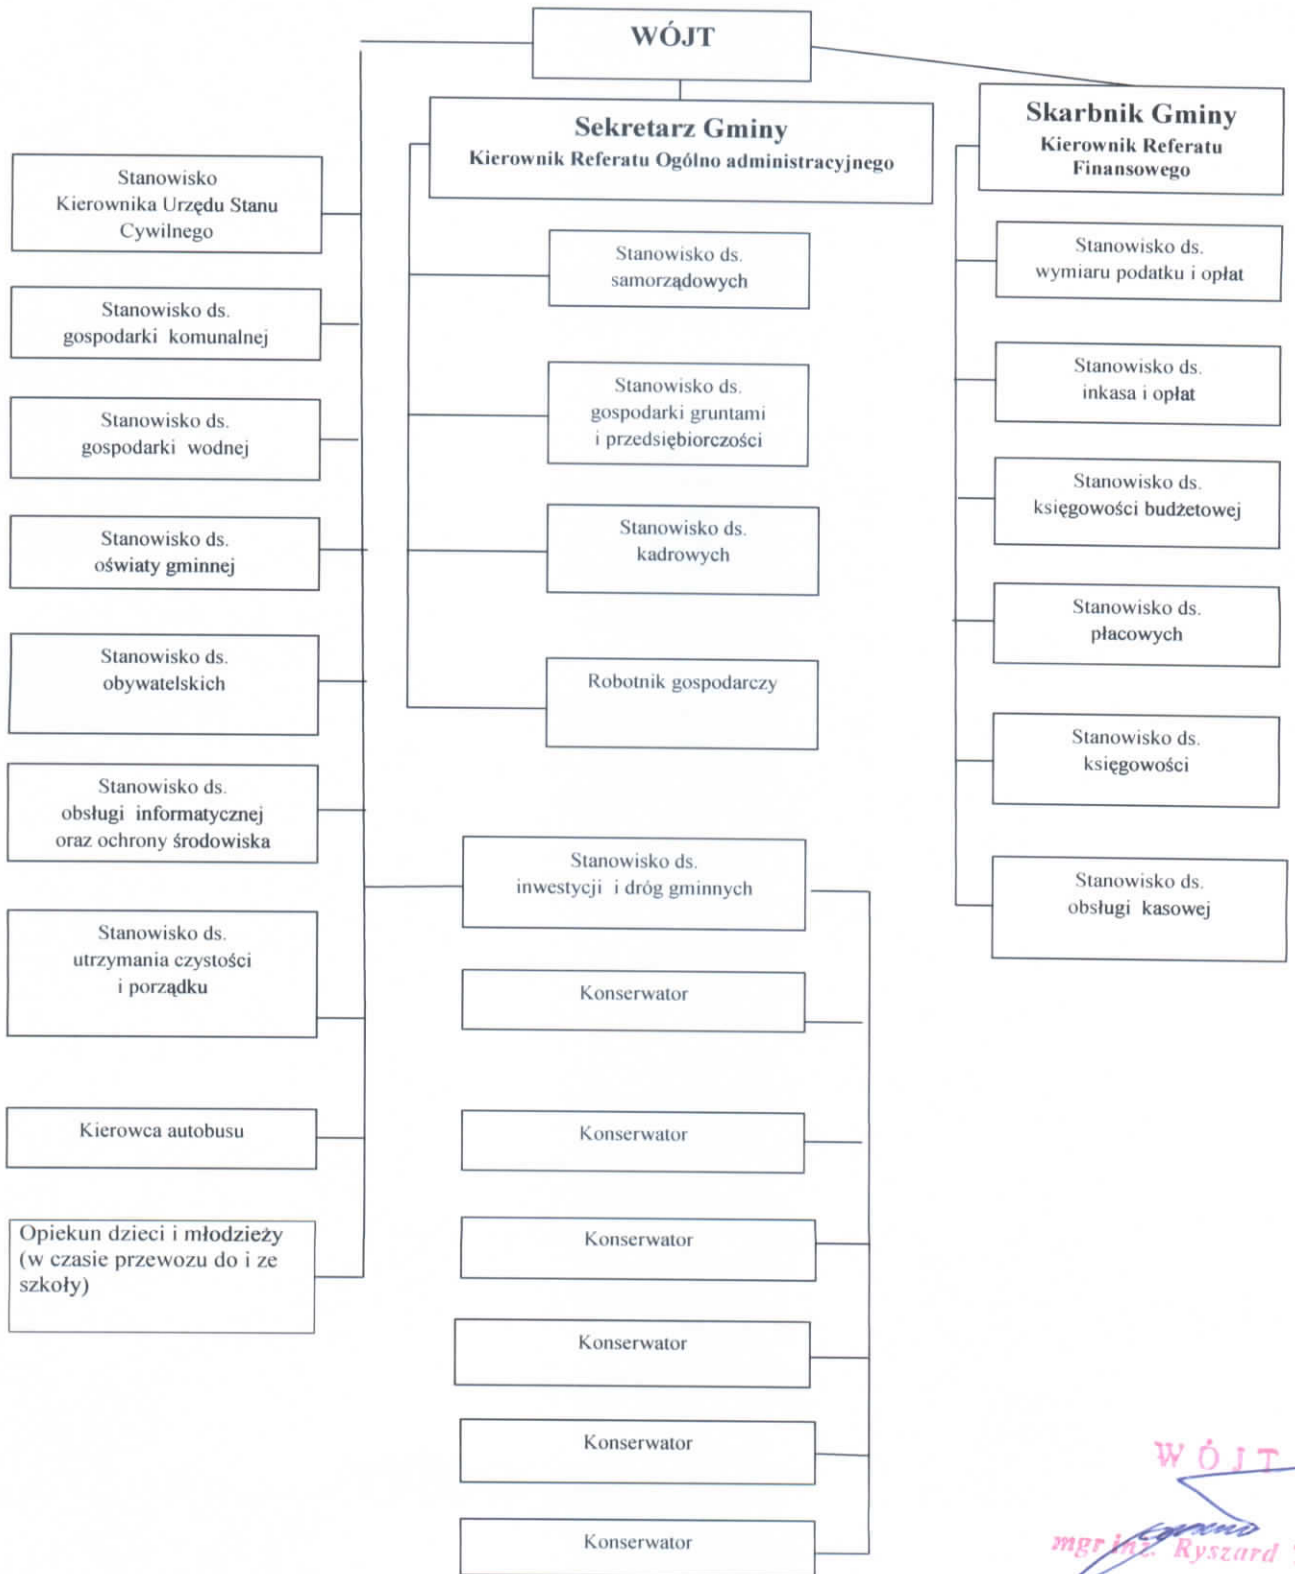 WÓJT
Sekretarz Gminy
Kierownik Referatu Ogólno administracyjnego
Skarbnik Gminy
Kierownik Referatu
Finansowego
Stanowisko
Kierownika Urzędu Stanu
Cywilnego
Stanowisko ds.
gospodarki komunalnej
Stanowisko ds.
gospodarki wodnej
Stanowisko ds.
oświaty gminnej
Stanowisko ds.
obywatelskich
Stanowisko ds.
obsługi informatycznej
oraz ochrony środowiska
Stanowisko ds.
utrzymania czystości
i porządku
Kierowca autobusu
Opiekun dzieci i młodzieży
(w czasie przewozu do i ze
szkoły)
Stanowisko ds.
samorządowych
Stanowisko ds.
gospodarki gruntami
i przedsiębiorczości
Stanowisko ds.
kadrowych
Robotnik gospodarczy
Stanowisko ds.
inwestycji i dróg gminnych
Konserwator
Konserwator
Konserwator
Konserwator
Konserwator
Konserwator
Stanowisko ds.
wymiaru podatku i opłat
Stanowisko ds.
inkasa i opłat
Stanowisko ds.
księgowości budżetowej
Stanowisko ds.
płacowych
Stanowisko ds.
księgowości
Stanowisko ds.
obsługi kasowej
WÓJT
mgr inż. Ryszard